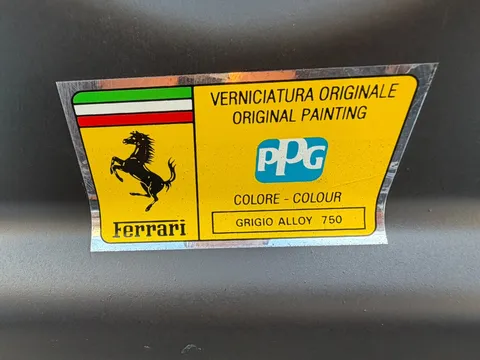 VERNICIATURA ORIGINALE
ORIGINAL PAINTING
PPG
COLORE - COLOUR
GRIGIO ALLOY 750
Ferrari